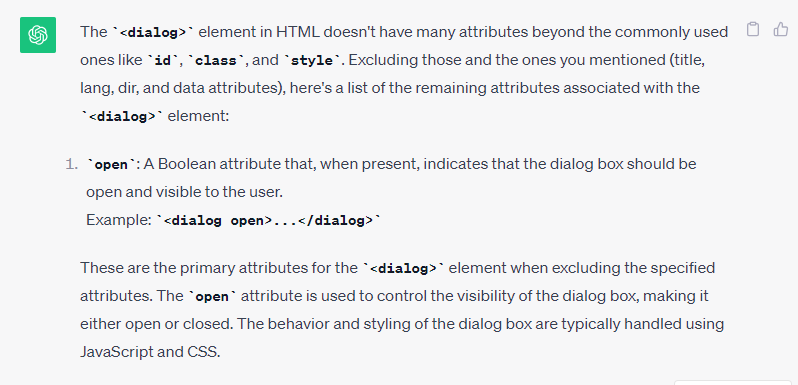 The `<dialog>` element in HTML doesn't have many attributes beyond the commonly used
ones like `id`, `class`, and `style`. Excluding those and the ones you mentioned (title,
lang, dir, and data attributes), here's a list of the remaining attributes associated with the
`<dialog>` element:
1. `open`: A Boolean attribute that, when present, indicates that the dialog box should be
open and visible to the user.
Example: `<dialog open>...</dialog>`
These are the primary attributes for the `<dialog>` element when excluding the specified
attributes. The `open` attribute is used to control the visibility of the dialog box, making it
either open or closed. The behavior and styling of the dialog box are typically handled using
JavaScript and CSS.